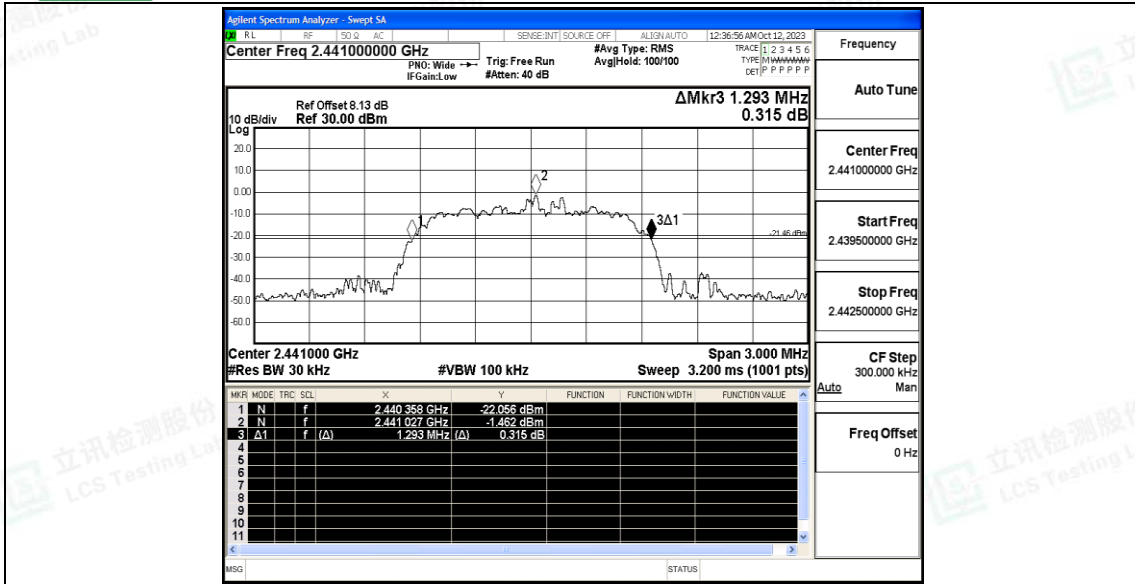 Agilent Spectrum Analyzer - Swept SA
RL RF 50 Ω AC SENSE:INT SOURCE OFF ALIGN AUTO 12:36:56 AM Oct 12, 2023
Center Freq 2.441000000 GHz #Avg Type: RMS TRACE 1 2 3 4 5 6
PNO: Wide Trig: Free Run Avg|Hold: 100/100 TYPE M
IFGain:Low #Atten: 40 dB DET P P P P P P
Frequency
Auto Tune
Center Freq
2.441000000 GHz
Start Freq
2.439500000 GHz
Stop Freq
2.442500000 GHz
CF Step
300.000 kHz
Auto Man
Freq Offset
0 Hz
ΔMkr3 1.293 MHz
0.315 dB
Ref Offset 8.13 dB
10 dB/div Ref 30.00 dBm
Log
20.0
10.0
0.00
-10.0
-20.0
-30.0
-40.0
-50.0
-60.0
1
2
3Δ1
-21.46 dBm
Center 2.441000 GHz Span 3.000 MHz
#Res BW 30 kHz #VBW 100 kHz Sweep 3.200 ms (1001 pts)
MKR MODE TRC SCL X Y FUNCTION FUNCTION WIDTH FUNCTION VALUE
1 N f 2.440 358 GHz -22.056 dBm
2 N f 2.441 027 GHz -1.462 dBm
3 Δ1 f (Δ) 1.293 MHz (Δ) 0.315 dB
4
5
6
7
8
9
10
11
MSG STATUS
立讯检测股份
LCS Testing Lab
立讯检测股份
LCS Testing L